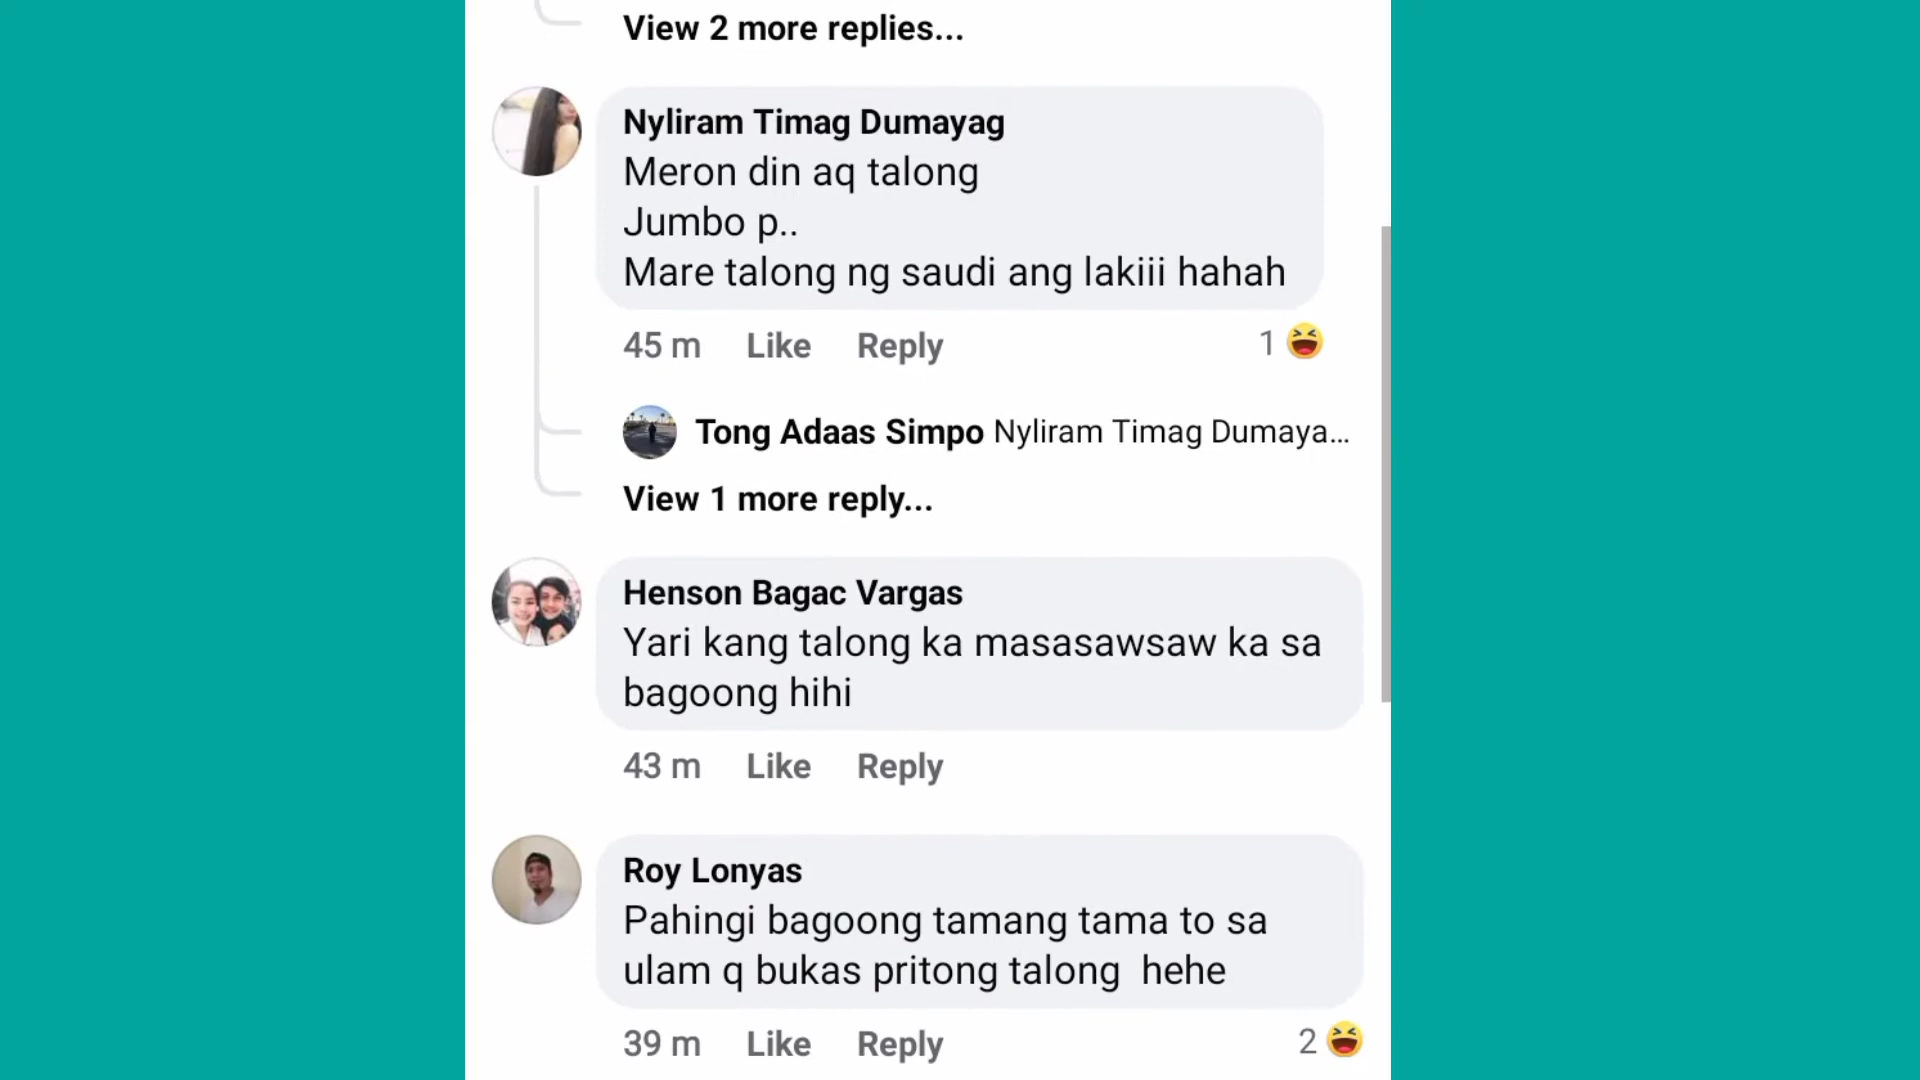 View 2 more replies...
Nyliram Timag Dumayag
Meron din aq talong
Jumbo p..
Mare talong ng saudi ang lakiii hahah
45 m Like Reply 1
Tong Adaas Simpo Nyliram Timag Dumaya...
View 1 more reply...
Henson Bagac Vargas
Yari kang talong ka masasawsaw ka sa
bagoong hihi
43 m Like Reply
Roy Lonyas
Pahingi bagoong tamang tama to sa
ulam q bukas pritong talong hehe
39 m Like Reply 2